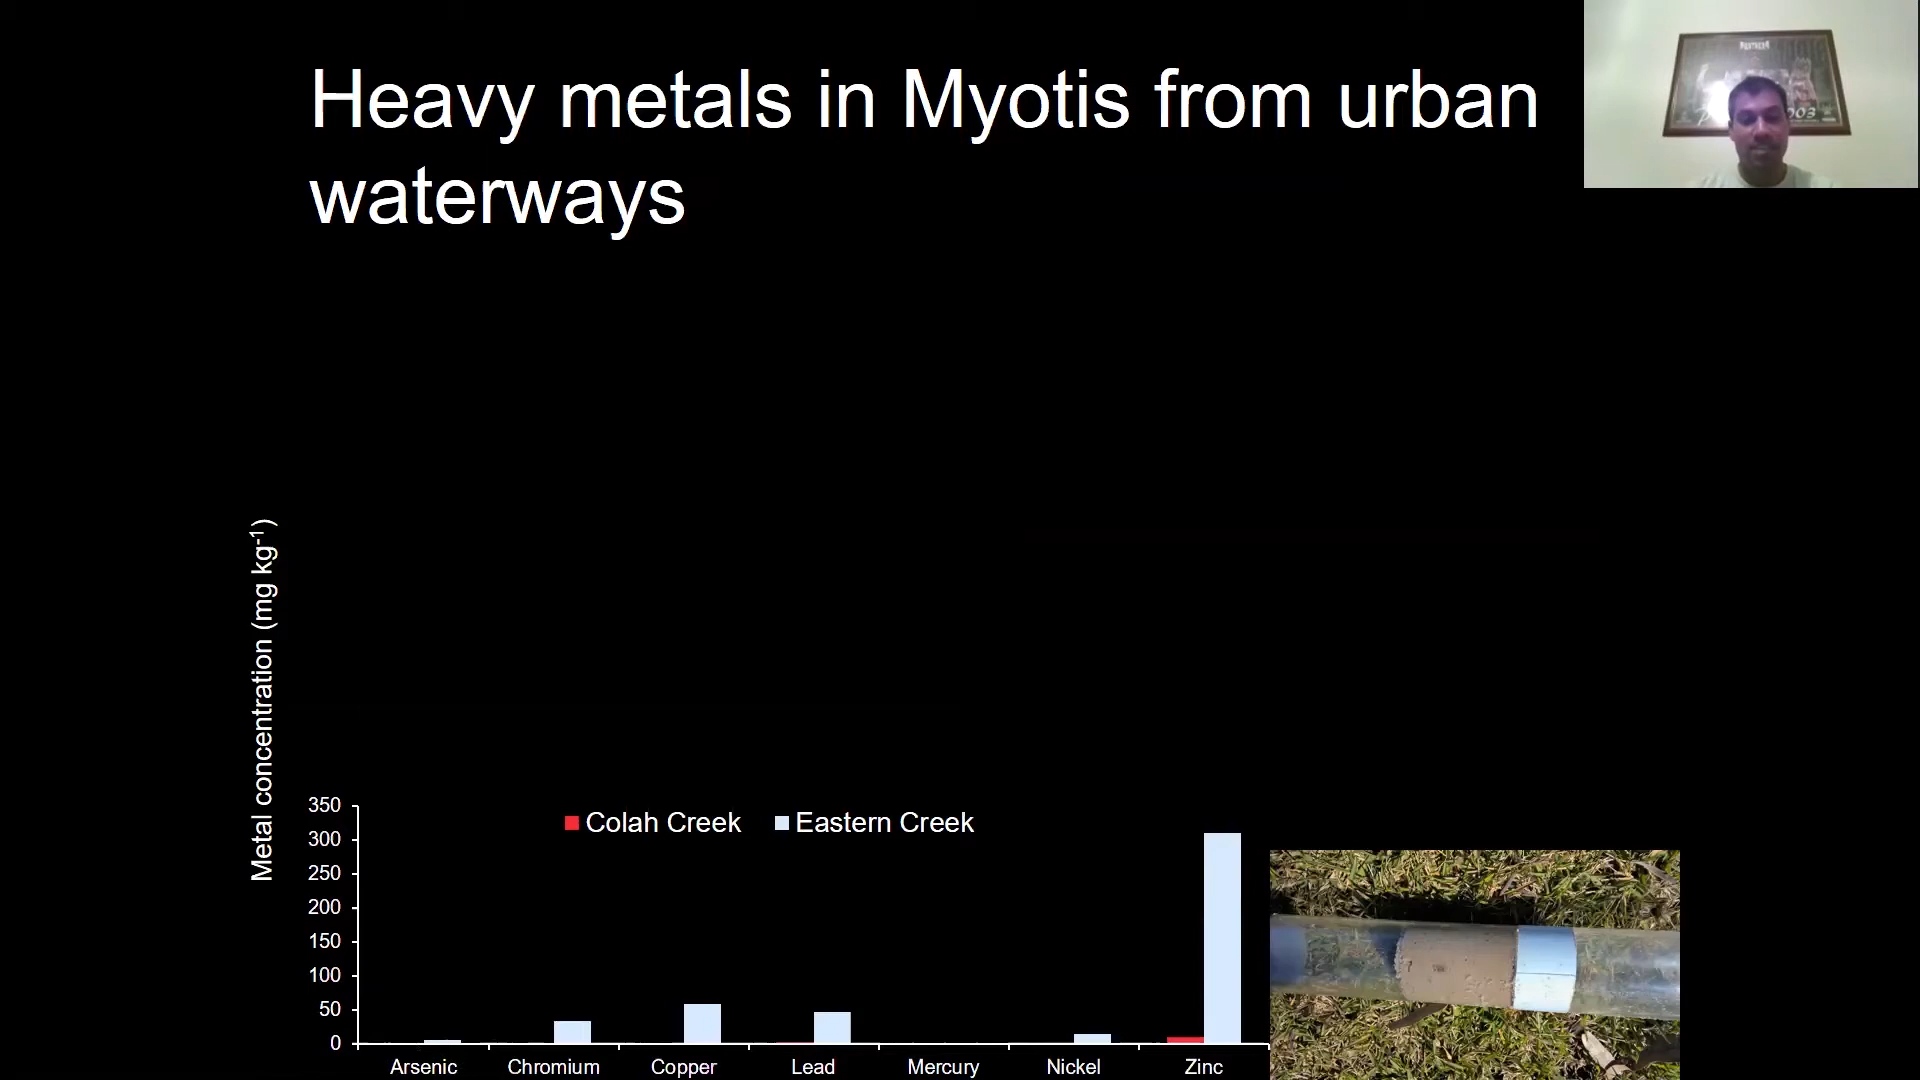 Heavy metals in Myotis from urban
waterways
003
Metal concentration (mg kg-1)
350
300
250
200
150
100
50
0
Colah Creek
Eastern Creek
Arsenic
Chromium
Copper
Lead
Mercury
Nickel
Zinc